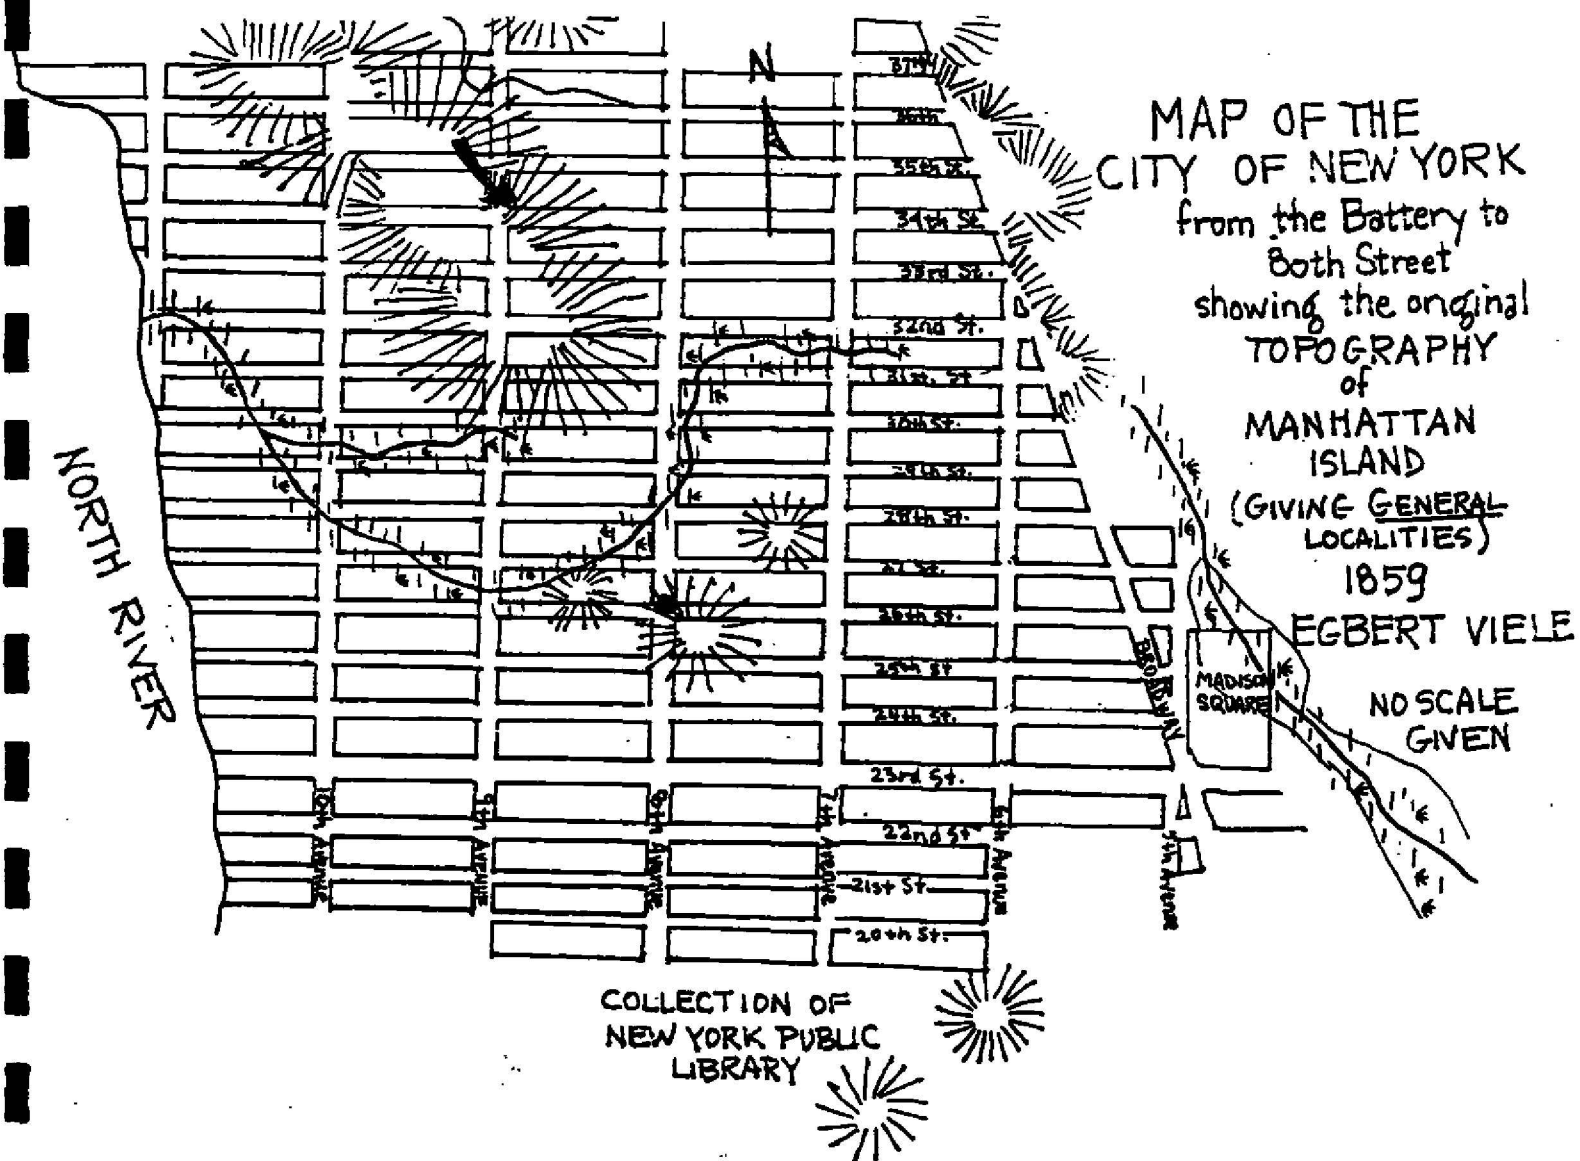 N
MAP OF THE
CITY OF NEW YORK
from the Battery to
80th Street
showing the original
TOPOGRAPHY
of
MANHATTAN
ISLAND
(GIVING GENERAL
LOCALITIES)
1859
EGBERT VIELE
NO SCALE
GIVEN
NORTH RIVER
37th
36th
35th St.
34th St.
33rd St.
32nd St.
31st. St
30th St.
29th St.
28th St.
27 St.
26th St.
25th St
24th St.
23rd St.
22nd St
21st St.
20th St.
BROADWAY
MADISON
SQUARE
10th Avenue
9th Avenue
8th Avenue
7th Avenue
6th Avenue
5th Avenue
COLLECTION OF
NEW YORK PUBLIC
LIBRARY